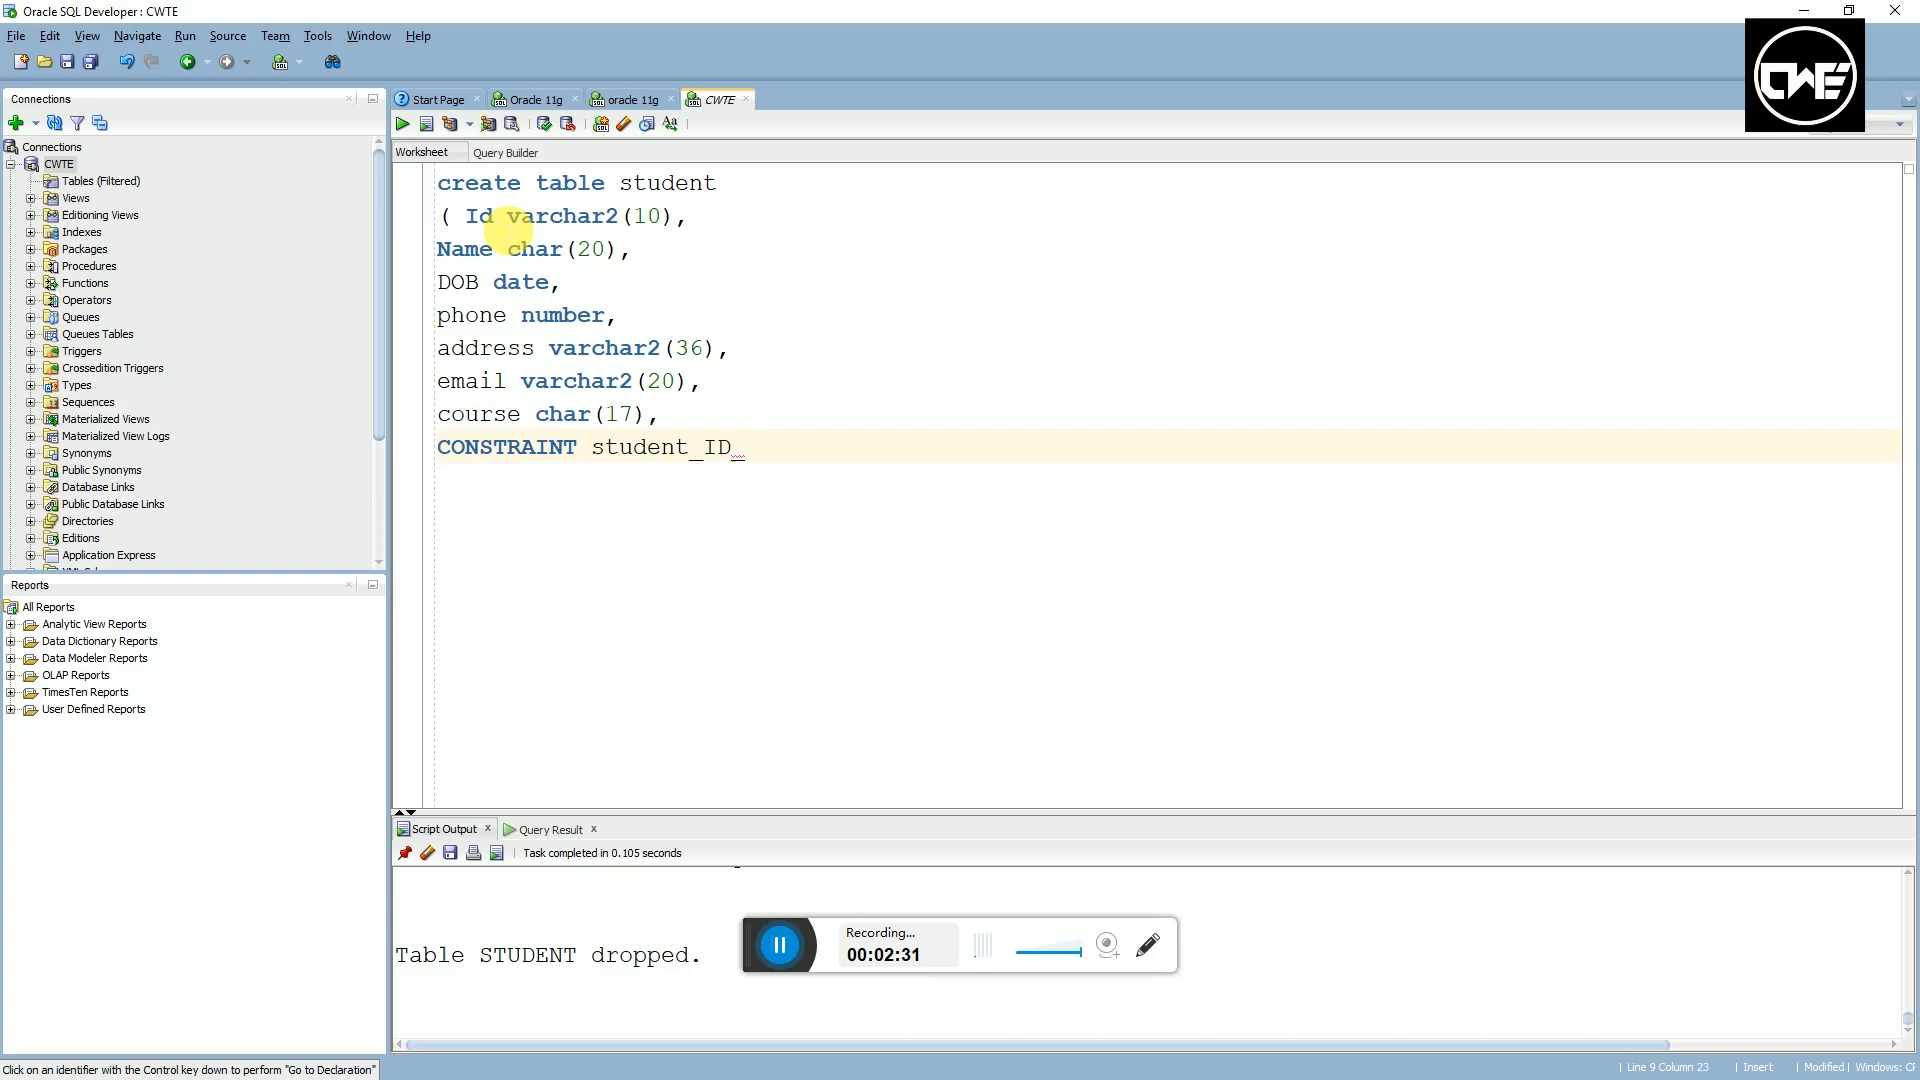 Oracle SQL Developer : CWTE
File Edit View Navigate Run Source Team Tools Window Help
CWE
Connections
Start Page Oracle 11g oracle 11g CWTE
Worksheet Query Builder
Connections
CWTE
Tables (Filtered)
Views
Editioning Views
Indexes
Packages
Procedures
Functions
Operators
Queues
Queues Tables
Triggers
Crossedition Triggers
Types
Sequences
Materialized Views
Materialized View Logs
Synonyms
Public Synonyms
Database Links
Public Database Links
Directories
Editions
Application Express
create table student
( Id varchar2(10),
Name char(20),
DOB date,
phone number,
address varchar2(36),
email varchar2(20),
course char(17),
CONSTRAINT student_ID_
Reports
All Reports
Analytic View Reports
Data Dictionary Reports
Data Modeler Reports
OLAP Reports
TimesTen Reports
User Defined Reports
Script Output Query Result
Task completed in 0.105 seconds
Table STUDENT dropped.
Recording...
00:02:31
Click on an identifier with the Control key down to perform "Go to Declaration"
Line 9 Column 23 Insert Modified Windows: